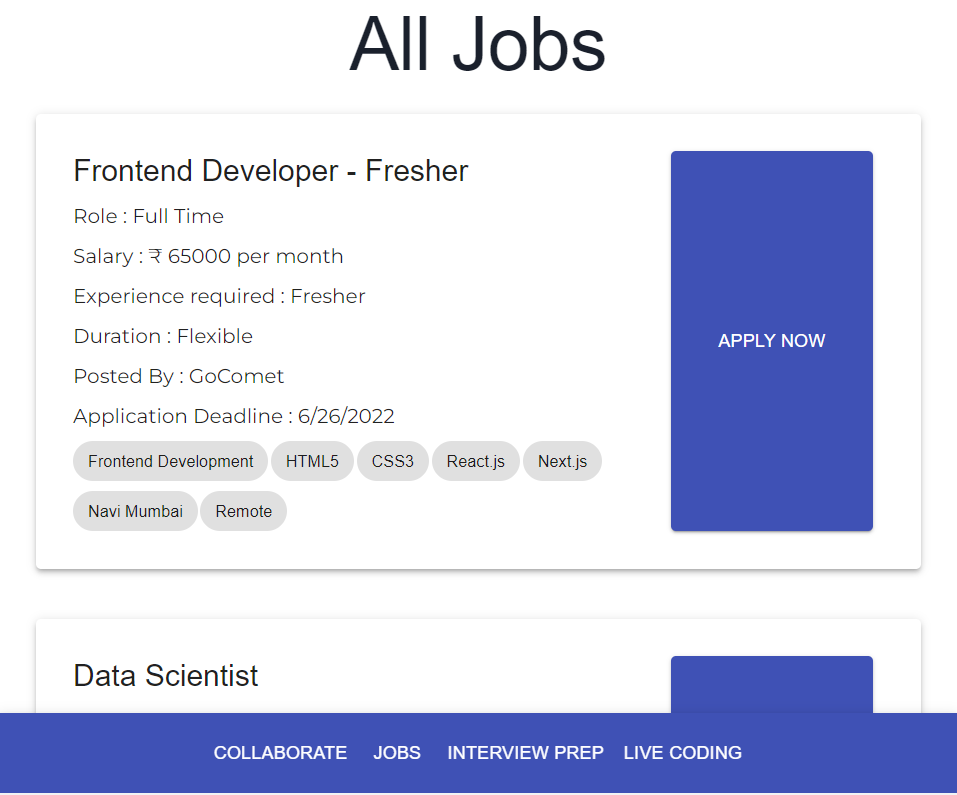 All Jobs
Frontend Developer - Fresher
Role : Full Time
Salary : ₹ 65000 per month
Experience required : Fresher
Duration : Flexible
Posted By : GoComet
Application Deadline : 6/26/2022
Frontend Development HTML5 CSS3 React.js Next.js
Navi Mumbai Remote
APPLY NOW
Data Scientist
COLLABORATE JOBS INTERVIEW PREP LIVE CODING